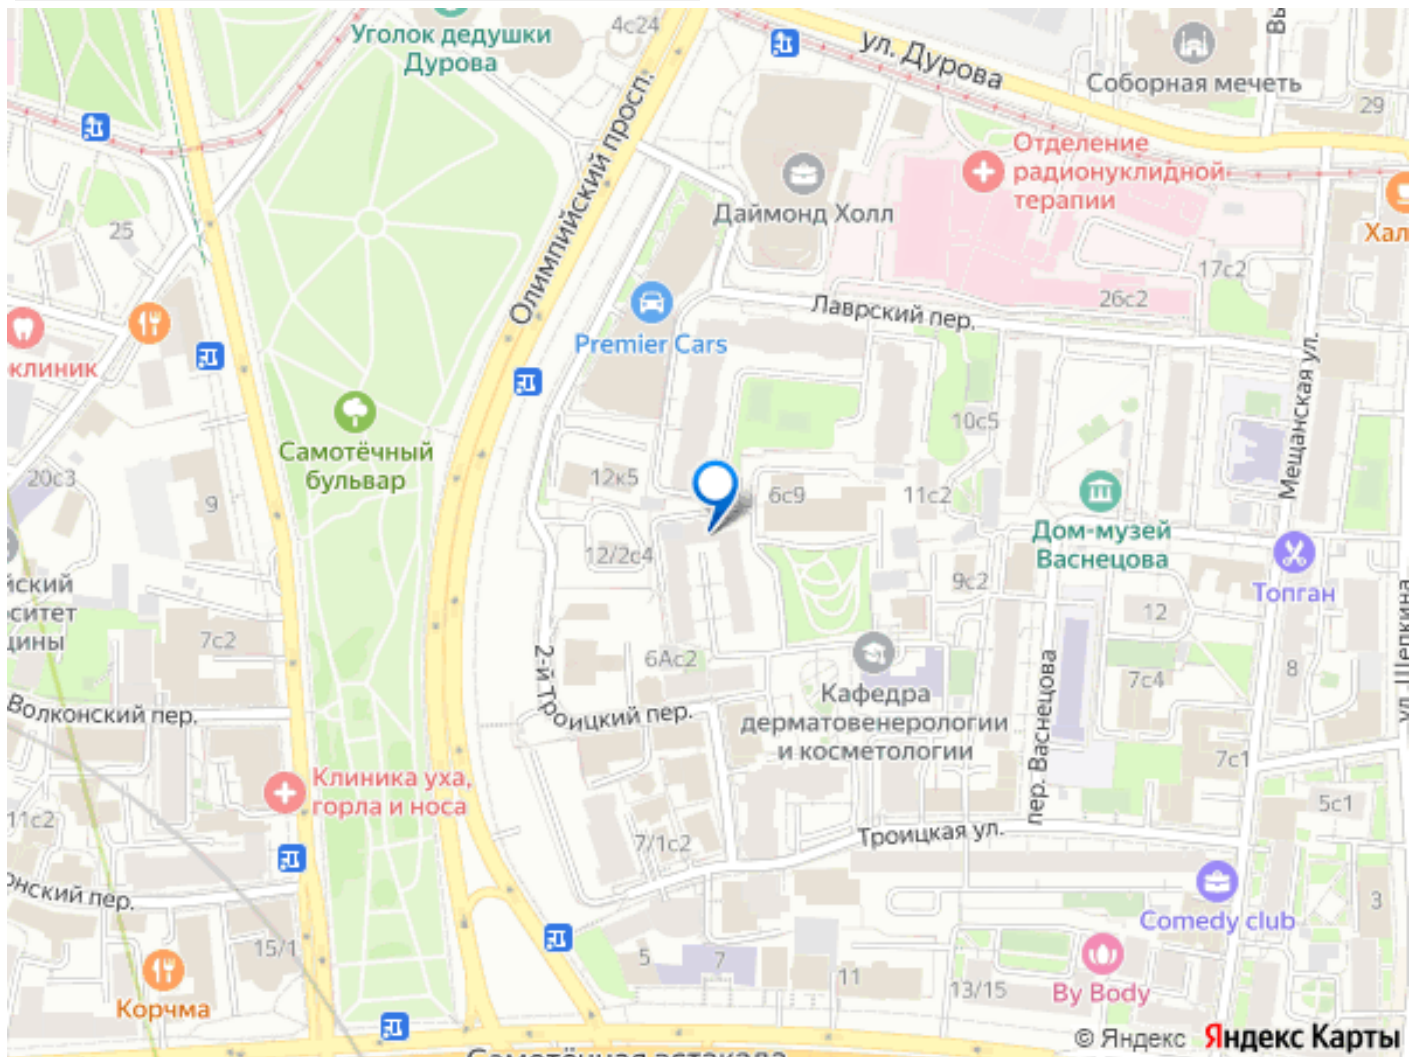 4с24
Уголок дедушки
Дурова
ул. Дурова
Соборная мечеть
29
Олимпийский просп.
Отделение
радионуклидной
терапии
Даймонд Холл
Хал
25
17с2
26с2
Лаврский пер.
Premier Cars
клиник
Мещанская ул.
10с5
Самотёчный
бульвар
20с3
9
12к5
6с9
11с2
Дом-музей
Васнецова
12/2с4
9с2
Топган
12
7с2
6Ас2
2-й Троицкий пер.
8
7с4
ул. Щепкина
Кафедра
дерматовенерологии
и косметологии
пер. Васнецова
Волконский пер.
7с1
Клиника уха,
горла и носа
11с2
5с1
7/1с2
Троицкая ул.
нский пер.
3
Comedy club
15/1
5
7
11
13/15
By Body
Корчма
© Яндекс Яндекс Карты
Самотёчная эстакада